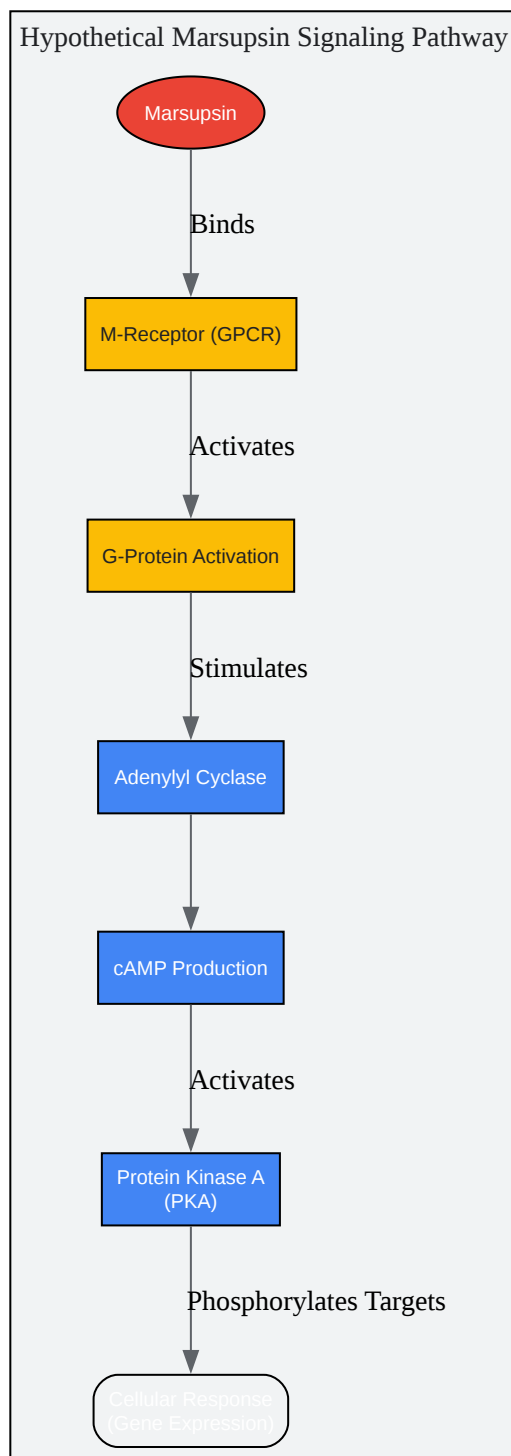 Hypothetical Marsupsin Signaling Pathway
Marsupsin
Binds
M-Receptor (GPCR)
Activates
G-Protein Activation
Stimulates
Adenylyl Cyclase
cAMP Production
Activates
Protein Kinase A
(PKA)
Phosphorylates Targets
Cellular Response
(Gene Expression)